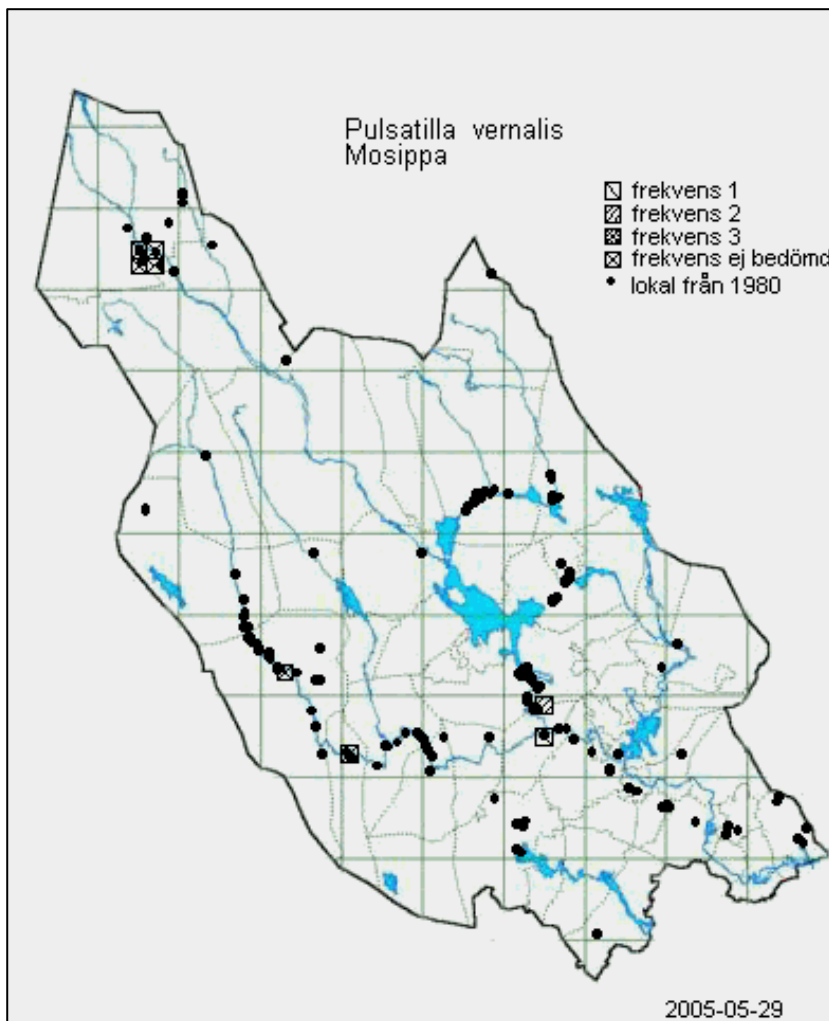 Pulsatilla vernalis
Mosippa
frekvens 1
frekvens 2
frekvens 3
frekvens ej bedömd
lokal från 1980
2005-05-29